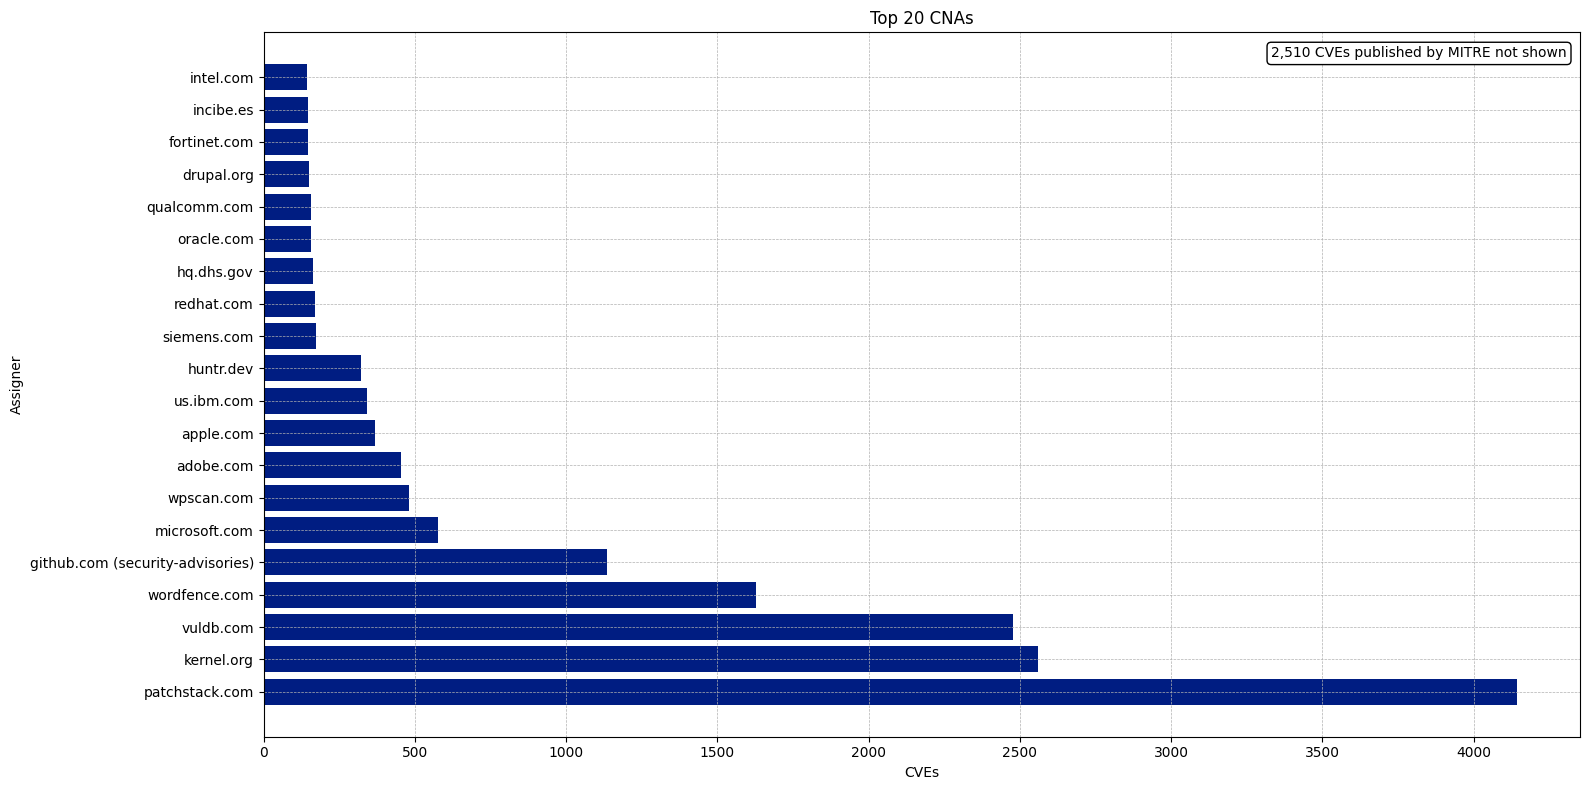 Top 20 CNAs
2,510 CVEs published by MITRE not shown
intel.com
incibe.es
fortinet.com
drupal.org
qualcomm.com
oracle.com
hq.dhs.gov
redhat.com
siemens.com
huntr.dev
us.ibm.com
apple.com
adobe.com
wpscan.com
microsoft.com
github.com (security-advisories)
wordfence.com
vuldb.com
kernel.org
patchstack.com
Assigner
0 500 1000 1500 2000 2500 3000 3500 4000
CVEs